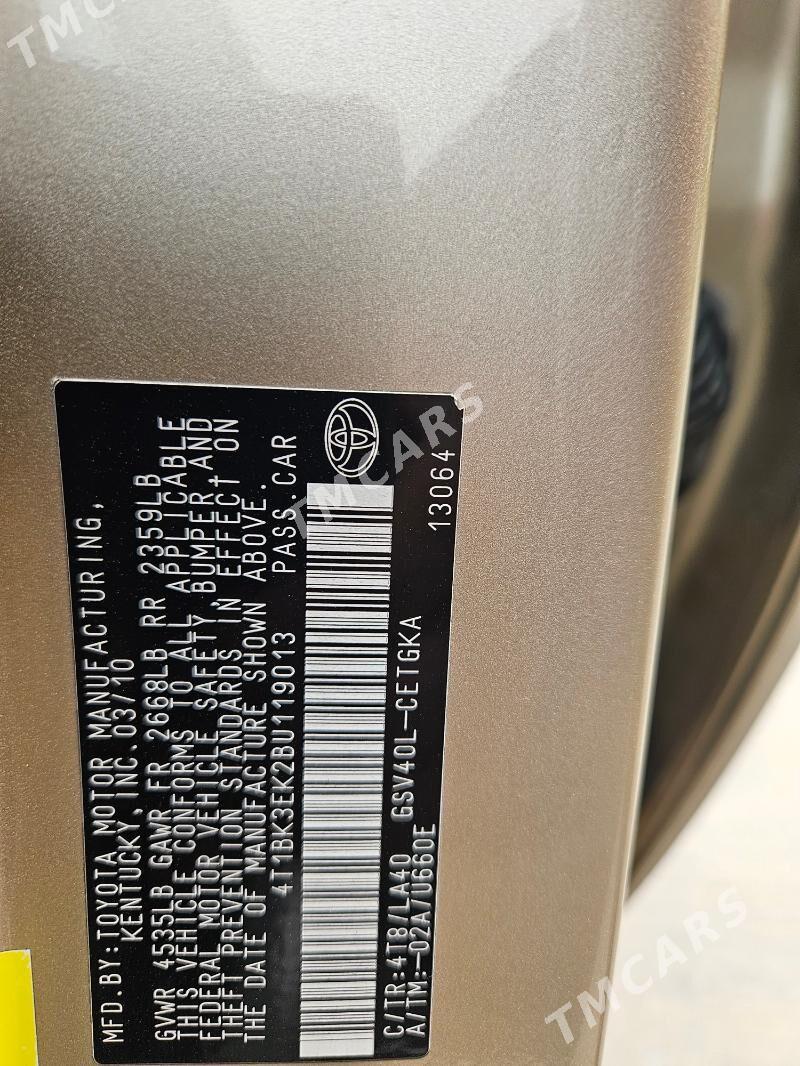 TMCARS
MFD.BY:TOYOTA MOTOR MANUFACTURING,
KENTUCKY, INC. 03/10
GVWR 4535LB GAWR FR 2668LB RR 2359LB
THIS VEHICLE CONFORMS TO ALL APPLICABLE
FEDERAL MOTOR VEHICLE SAFETY, BUMPER,AND
THEFT PREVENTION STANDARDS IN EFFECT ON
THE DATE OF MANUFACTURE SHOWN ABOVE.
4T1BK3EK2BU119013 PASS.CAR
C/TR:4T8/LA40 GSV40L-CETGKA
A/TM:-02A/U660E 13064
TMCARS
TMCARS